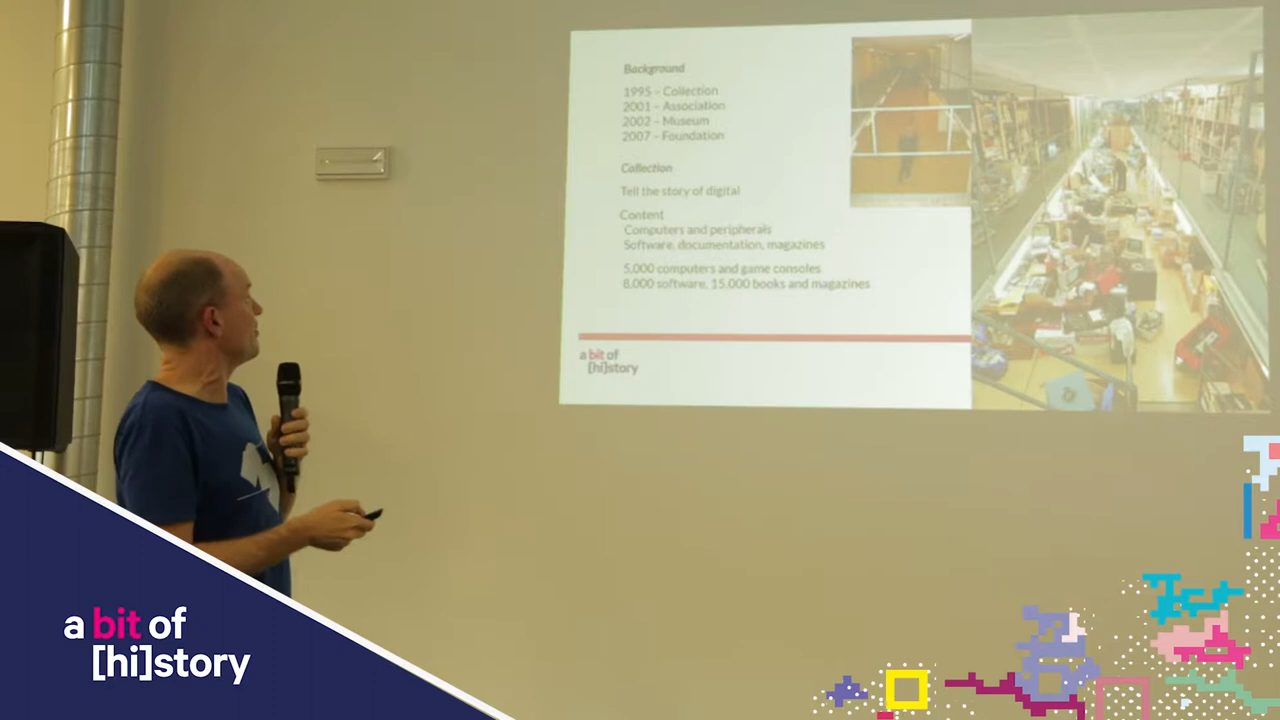 Background
1995 – Collection
2001 – Association
2002 – Museum
2007 – Foundation
Collection
Tell the story of digital
Content
Computers and peripherals
Software, documentation, magazines
5,000 computers and game consoles
8,000 software, 15,000 books and magazines
a bit of
[hi]story
a bit of
[hi]story